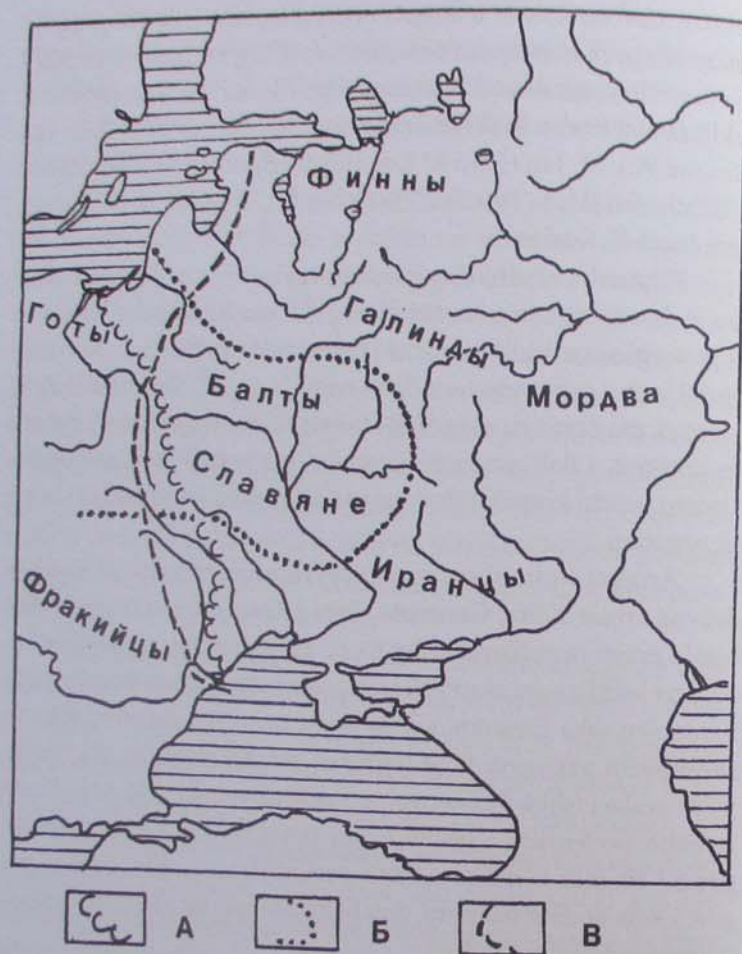 Финны
Готы
Галинды
Балты
Мордва
Славяне
Иранцы
Фракийцы
А Б В